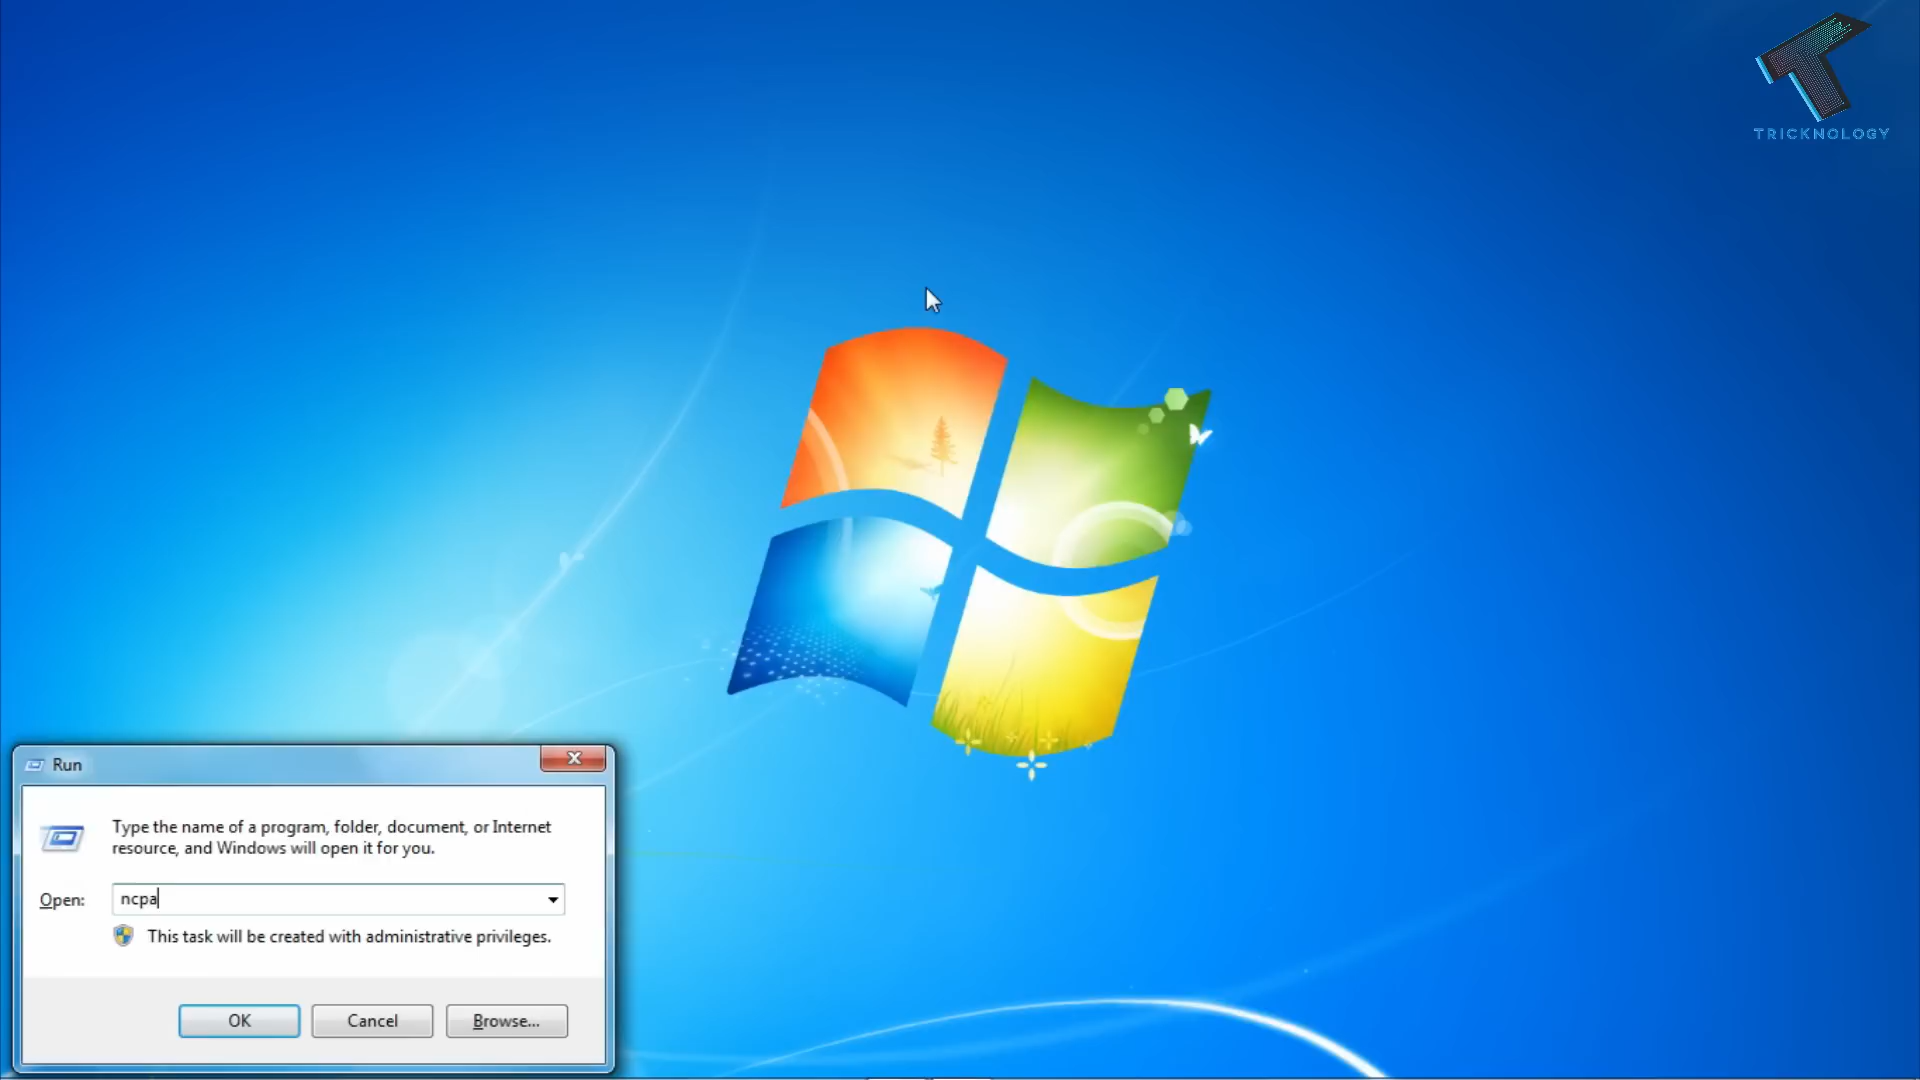 TRICKNOLOGY
Run
Type the name of a program, folder, document, or Internet
resource, and Windows will open it for you.
Open: ncpa
This task will be created with administrative privileges.
OK Cancel Browse...